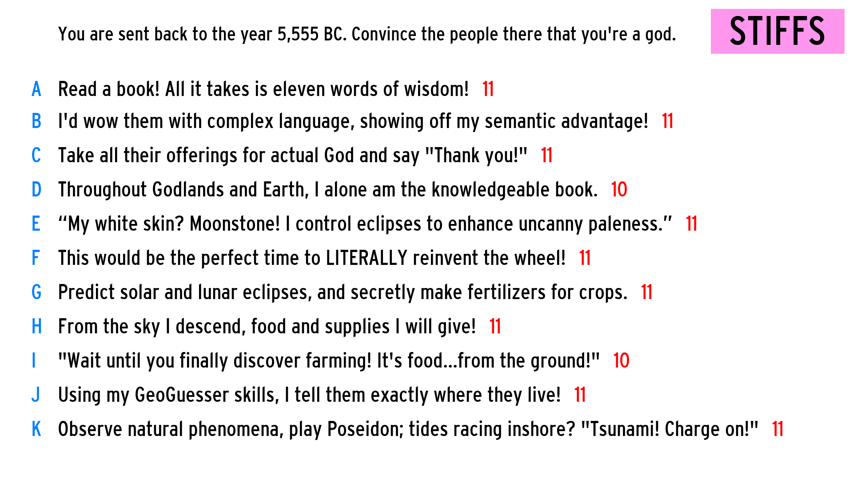 You are sent back to the year 5,555 BC. Convince the people there that you're a god.
STIFFS
A Read a book! All it takes is eleven words of wisdom! 11
B I'd wow them with complex language, showing off my semantic advantage! 11
C Take all their offerings for actual God and say "Thank you!" 11
D Throughout Godlands and Earth, I alone am the knowledgeable book. 10
E “My white skin? Moonstone! I control eclipses to enhance uncanny paleness.” 11
F This would be the perfect time to LITERALLY reinvent the wheel! 11
G Predict solar and lunar eclipses, and secretly make fertilizers for crops. 11
H From the sky I descend, food and supplies I will give! 11
I "Wait until you finally discover farming! It's food...from the ground!" 10
J Using my GeoGuesser skills, I tell them exactly where they live! 11
K Observe natural phenomena, play Poseidon; tides racing inshore? "Tsunami! Charge on!" 11